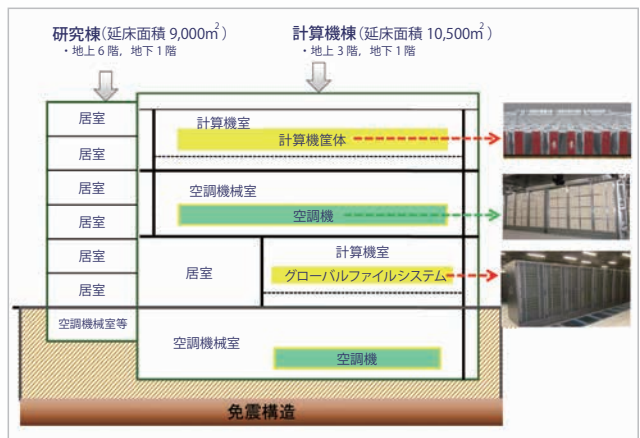 研究棟(延床面積 9,000㎡)
・地上6階，地下1階
計算機棟(延床面積 10,500㎡)
・地上3階，地下1階
居室
居室
居室
居室
居室
居室
空調機械室等
計算機室
計算機筐体
空調機械室
空調機
居室
計算機室
グローバルファイルシステム
空調機械室
空調機
免震構造